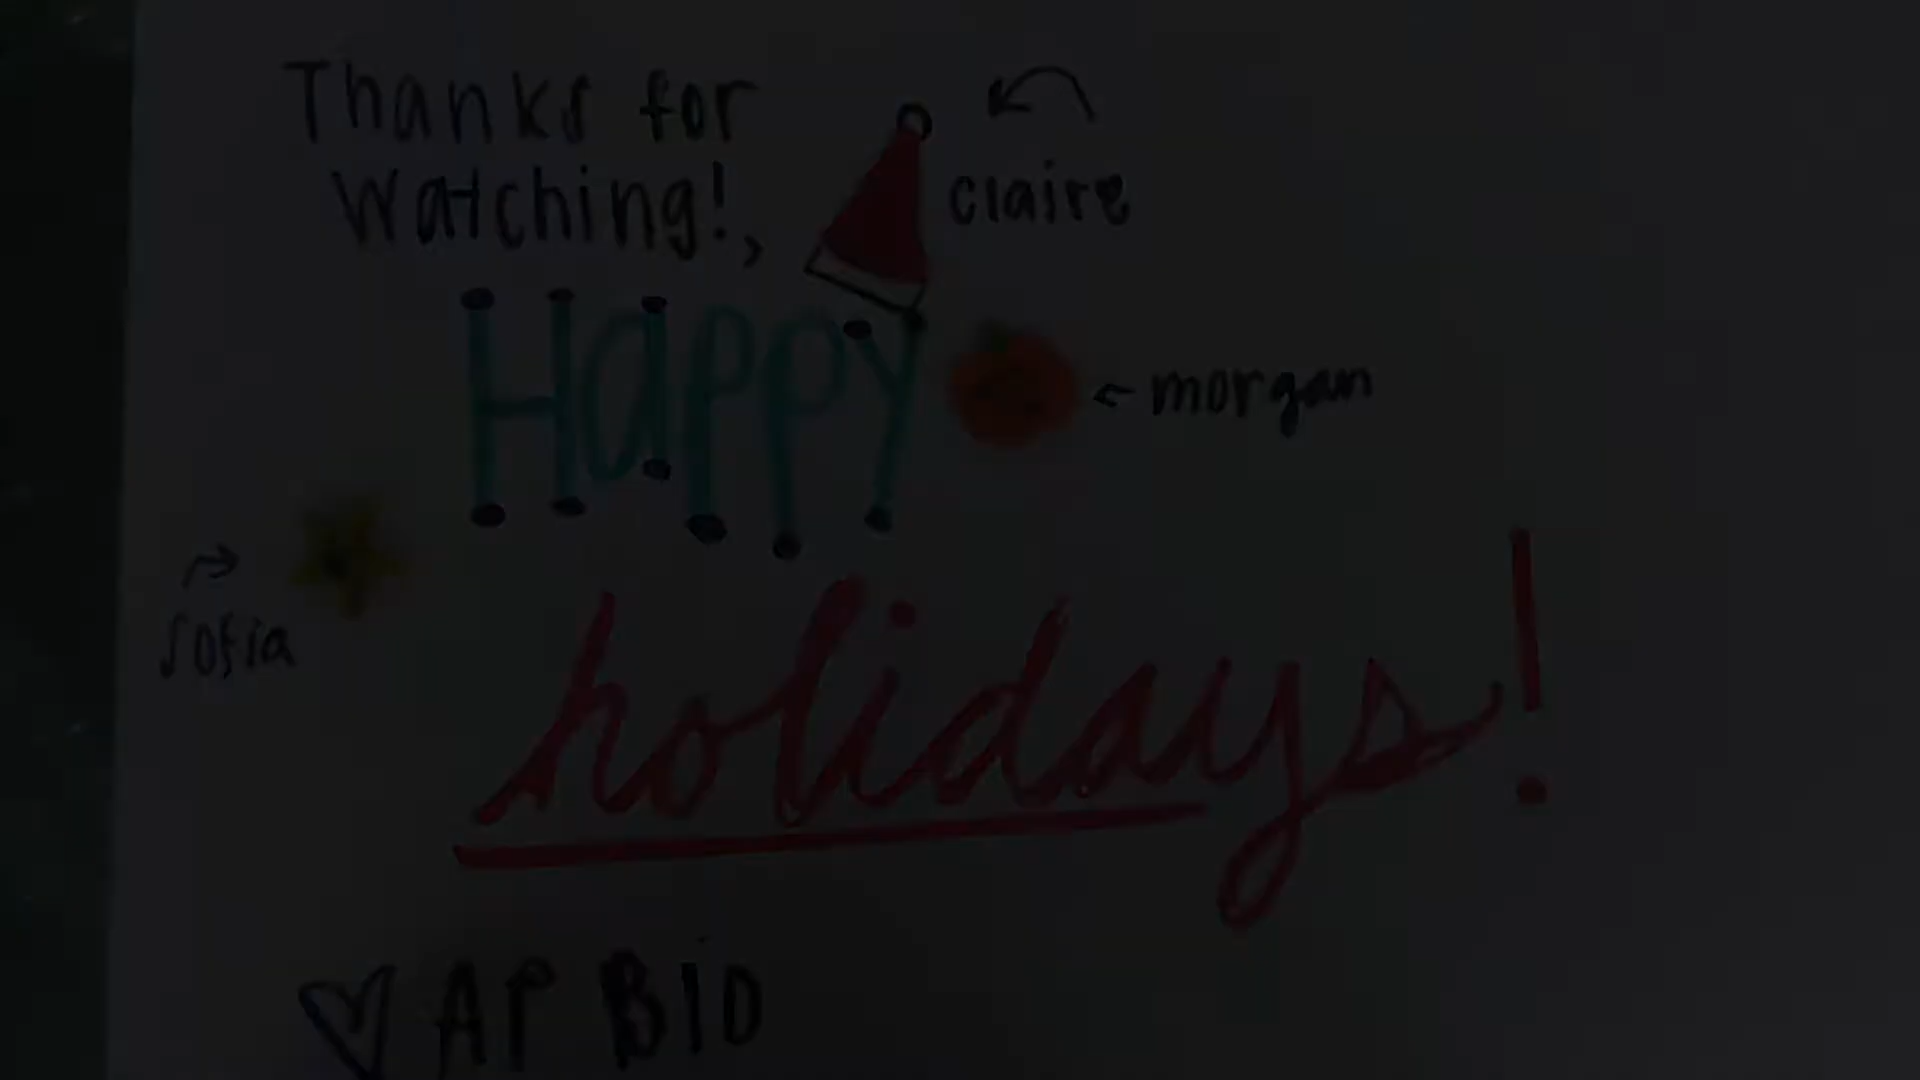 Thanks for
Watching!,
claire
Happy
morgan
sofia
holidays!
AP BIO